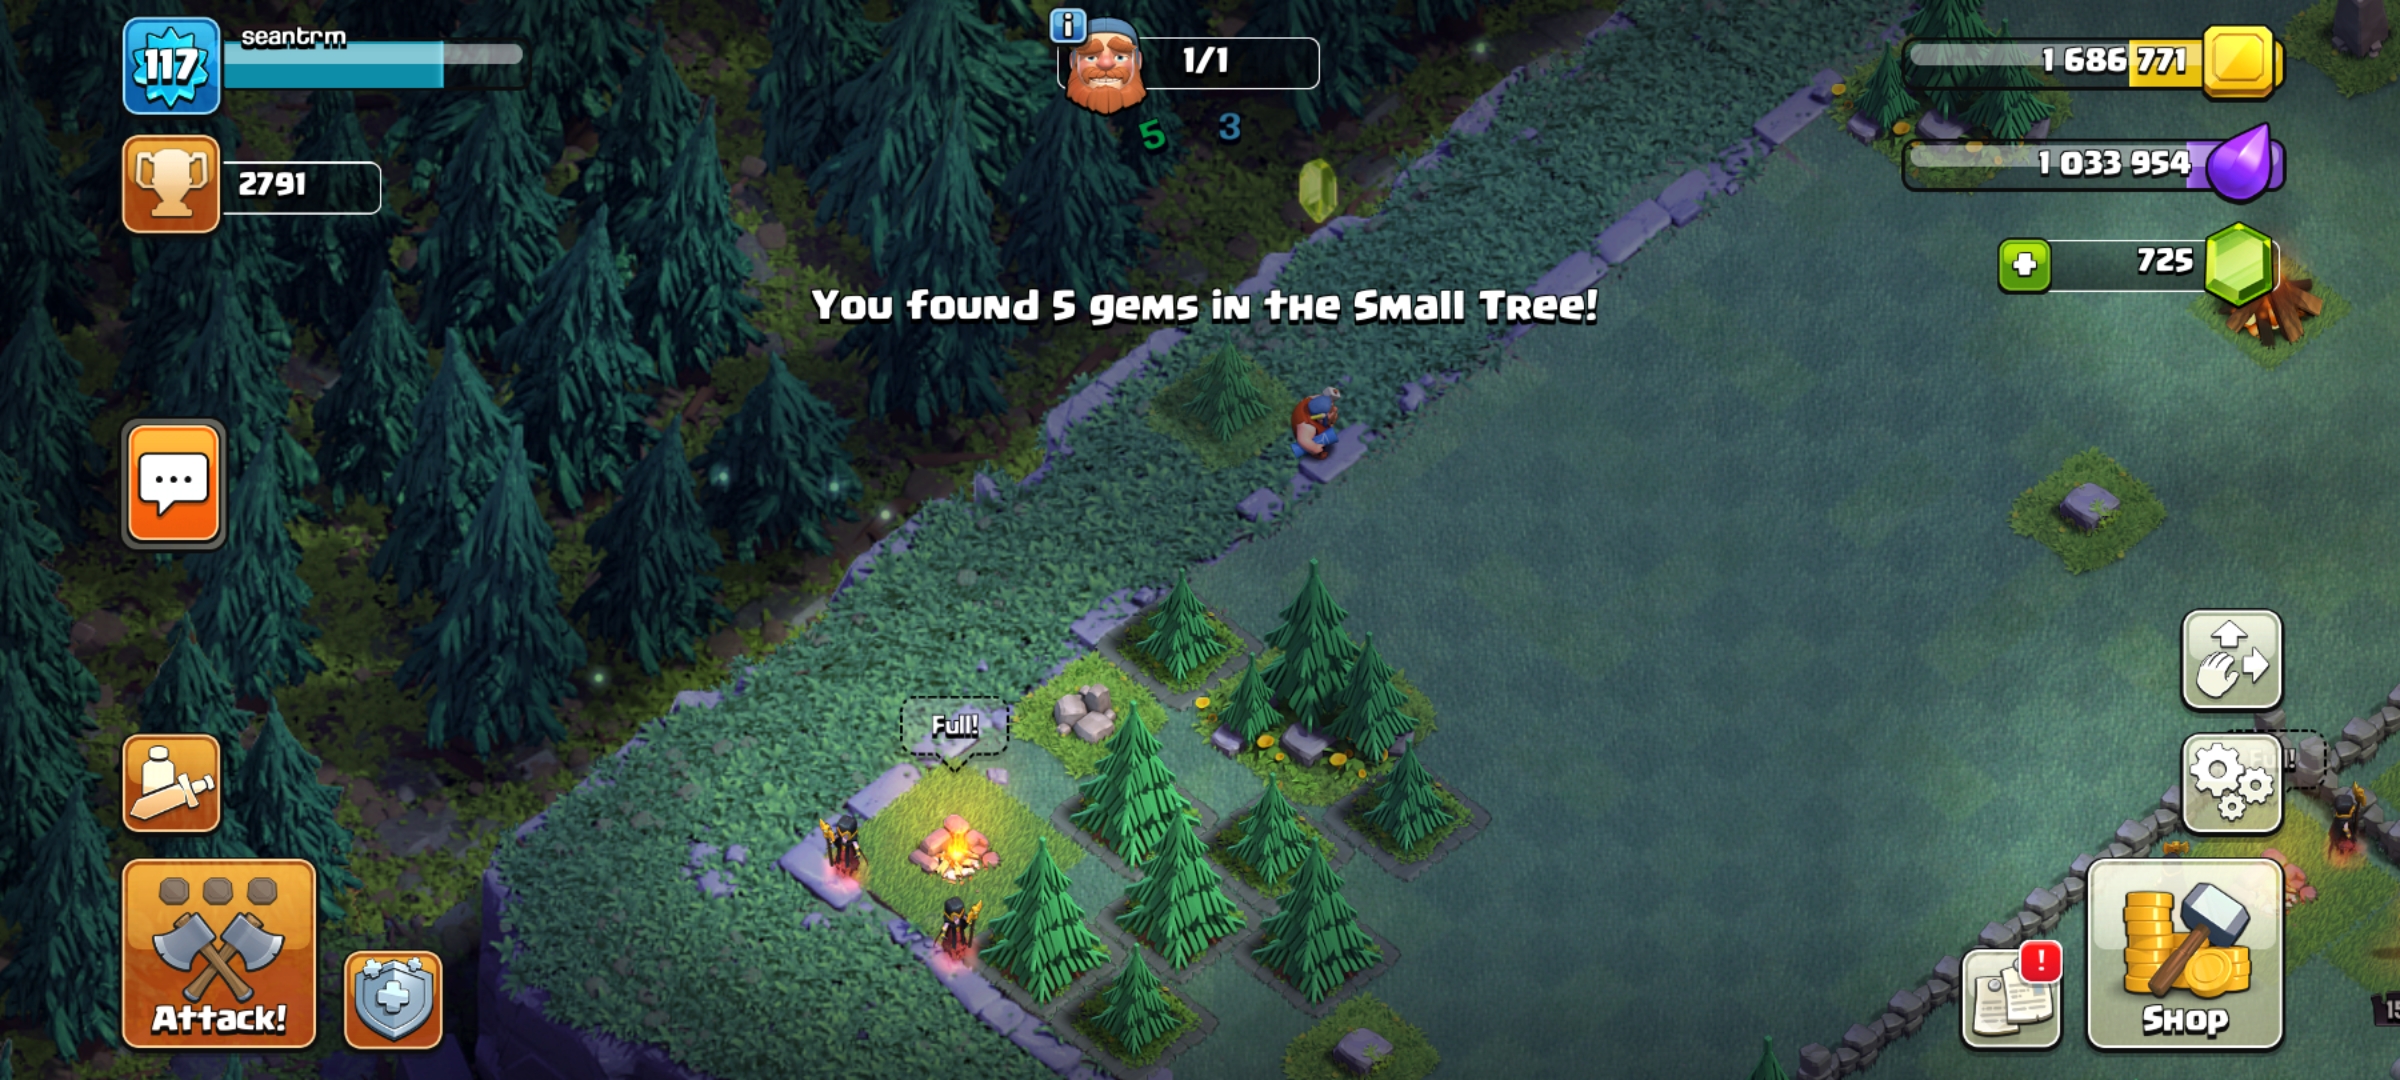 117
seantrm
i
1/1
1 686 771
5
3
2791
1 033 954
725
You found 5 gems in the Small Tree!
Full!
Attack!
!
Shop